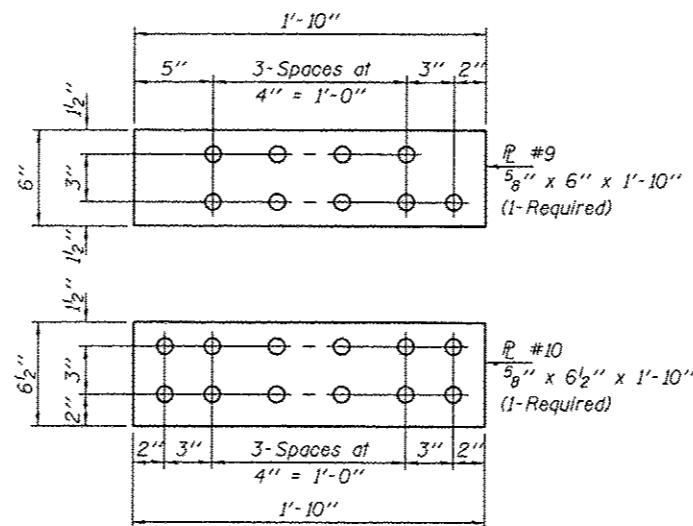 1'-10"
5"
3-Spaces at
3"
2"
4" = 1'-0"
1½"
6"
3"
1½"
℄ #9
⅝" x 6" x 1'-10"
(1-Required)
1½"
6½"
3"
2"
℄ #10
⅝" x 6½" x 1'-10"
(1-Required)
2"
3"
3-Spaces at
3"
2"
4" = 1'-0"
1'-10"